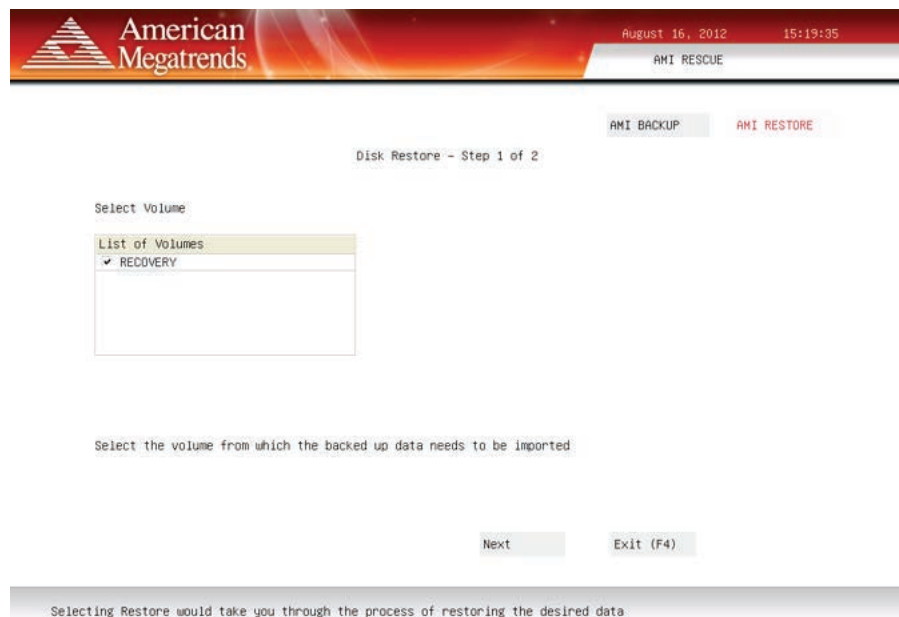 American
Megatrends
August 16, 2012 15:19:35
AMI RESCUE
AMI BACKUP AMI RESTORE
Disk Restore – Step 1 of 2
Select Volume
List of Volumes
RECOVERY
Select the volume from which the backed up data needs to be imported
Next Exit (F4)
Selecting Restore would take you through the process of restoring the desired data